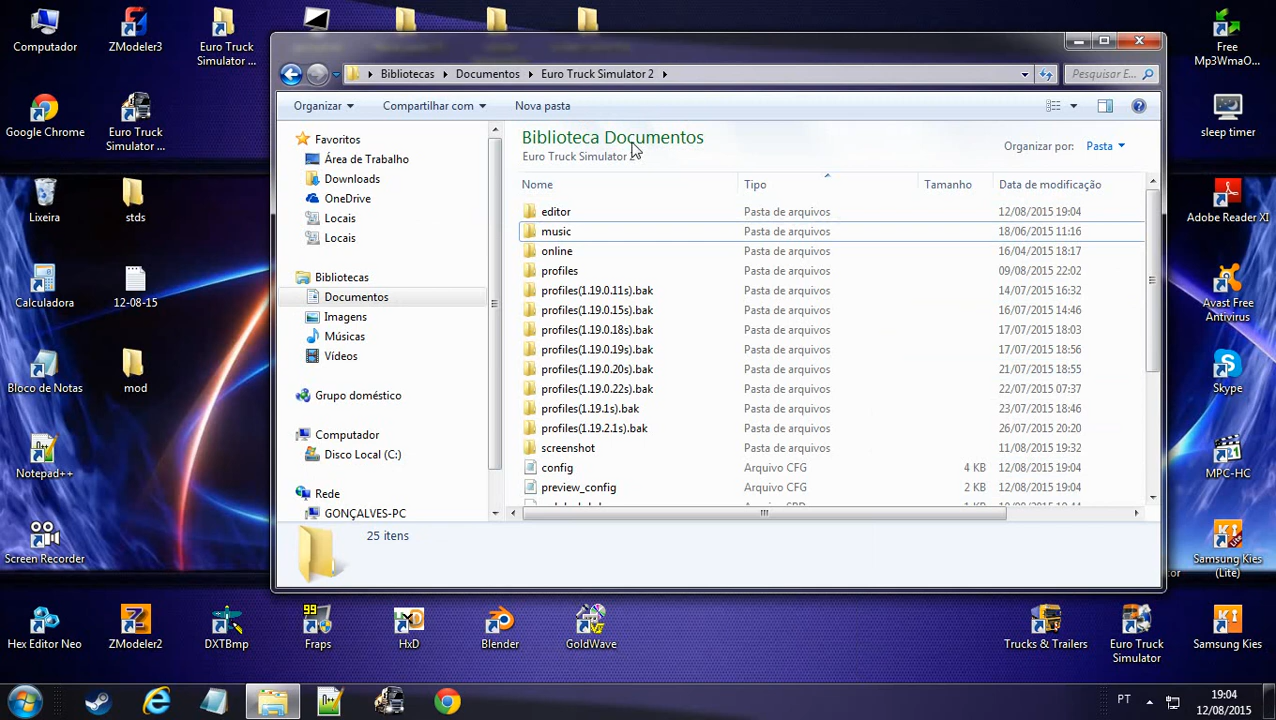 Computador
ZModeler3
Euro Truck
Simulator ...
Google Chrome
Euro Truck
Simulator ...
Lixeira
stds
Calculadora
12-08-15
Bloco de Notas
mod
Notepad++
Screen Recorder
Hex Editor Neo
ZModeler2
DXTBmp
99
Fraps
HxD
Blender
GoldWave
Trucks & Trailers
Euro Truck
Simulator
Samsung Kies
Free
Mp3WmaO...
sleep timer
Adobe Reader XI
Avast Free
Antivirus
Skype
MPC-HC
Samsung Kies
(Lite)
Bibliotecas
Documentos
Euro Truck Simulator 2
Pesquisar E...
Organizar
Compartilhar com
Nova pasta
Favoritos
Área de Trabalho
Downloads
OneDrive
Locais
Locais
Bibliotecas
Documentos
Imagens
Músicas
Vídeos
Grupo doméstico
Computador
Disco Local (C:)
Rede
GONÇALVES-PC
Biblioteca Documentos
Euro Truck Simulator 2
Organizar por: Pasta
Nome Tipo Tamanho Data de modificação
editor Pasta de arquivos 12/08/2015 19:04
music Pasta de arquivos 18/06/2015 11:16
online Pasta de arquivos 16/04/2015 18:17
profiles Pasta de arquivos 09/08/2015 22:02
profiles(1.19.0.11s).bak Pasta de arquivos 14/07/2015 16:32
profiles(1.19.0.15s).bak Pasta de arquivos 16/07/2015 14:46
profiles(1.19.0.18s).bak Pasta de arquivos 17/07/2015 18:03
profiles(1.19.0.19s).bak Pasta de arquivos 17/07/2015 18:56
profiles(1.19.0.20s).bak Pasta de arquivos 21/07/2015 18:55
profiles(1.19.0.22s).bak Pasta de arquivos 22/07/2015 07:37
profiles(1.19.1s).bak Pasta de arquivos 23/07/2015 18:46
profiles(1.19.2.1s).bak Pasta de arquivos 26/07/2015 20:20
screenshot Pasta de arquivos 11/08/2015 19:32
config Arquivo CFG 4 KB 12/08/2015 19:04
preview_config Arquivo CFG 2 KB 12/08/2015 19:04
25 itens
PT
19:04
12/08/2015